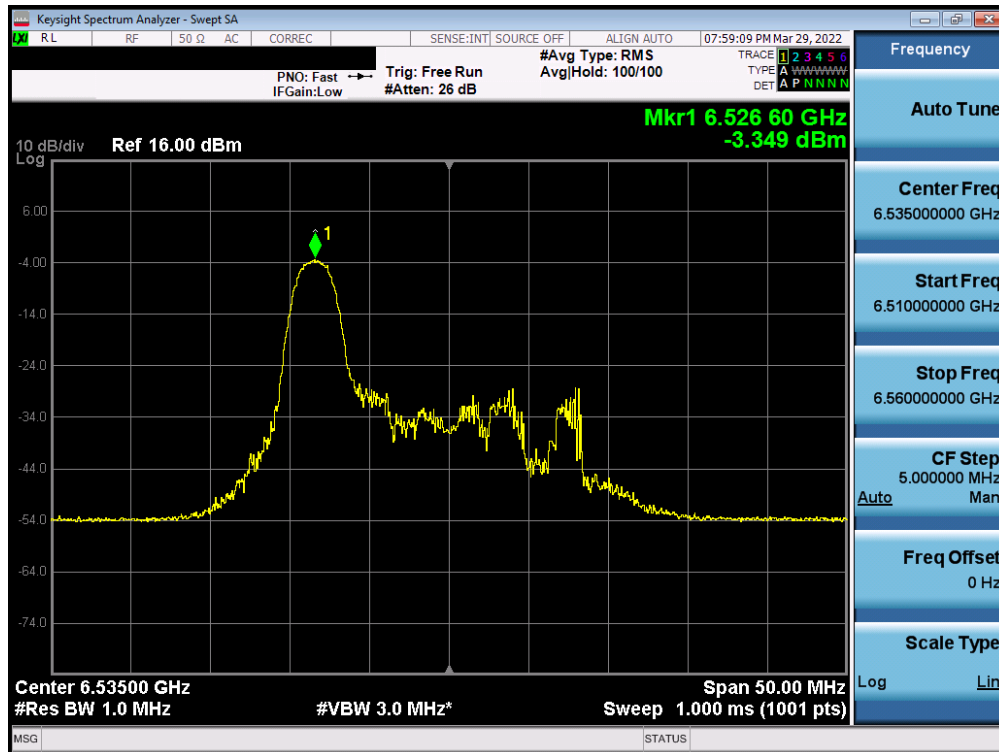 Keysight Spectrum Analyzer - Swept SA
LXI RL RF 50 Ω AC CORREC SENSE:INT SOURCE OFF ALIGN AUTO 07:59:09 PM Mar 29, 2022
PNO: Fast
IFGain:Low
Trig: Free Run
#Atten: 26 dB
#Avg Type: RMS
Avg|Hold: 100/100
TRACE 1 2 3 4 5 6
TYPE A WWWWW
DET A P N N N N
Mkr1 6.526 60 GHz
-3.349 dBm
10 dB/div Ref 16.00 dBm
Log
1
6.00
-4.00
-14.0
-24.0
-34.0
-44.0
-54.0
-64.0
-74.0
Center 6.53500 GHz Span 50.00 MHz
#Res BW 1.0 MHz #VBW 3.0 MHz* Sweep 1.000 ms (1001 pts)
MSG STATUS
Frequency
Auto Tune
Center Freq
6.535000000 GHz
Start Freq
6.510000000 GHz
Stop Freq
6.560000000 GHz
CF Step
5.000000 MHz
Auto Man
Freq Offset
0 Hz
Scale Type
Log Lin